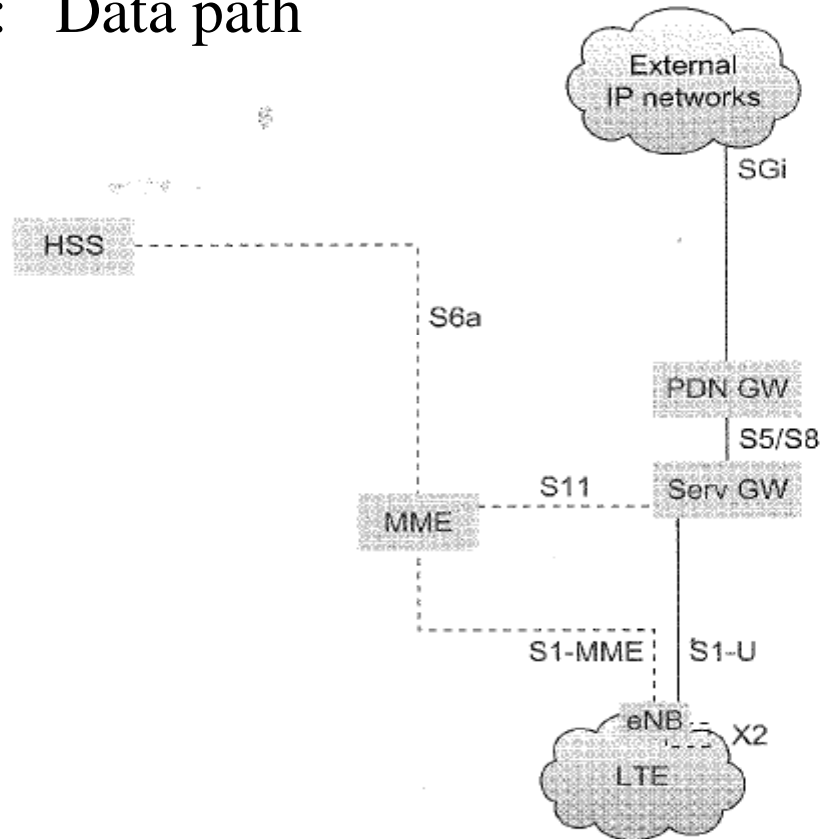 : Data path
External
IP networks
SGi
HSS
S6a
PDN GW
S5/S8
Serv GW
S11
MME
S1-MME
S1-U
eNB
X2
LTE